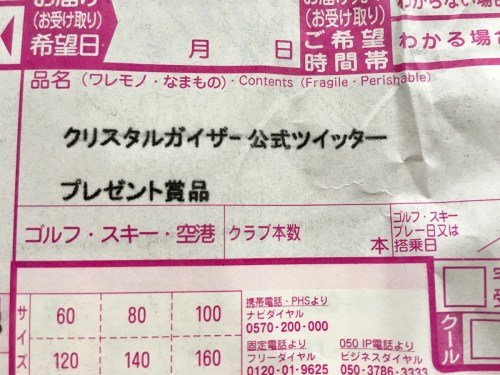 お届け
(お受け取り)
希望日
月
日
(お受け取り)
ご希望
時間帯
わからない場合
わかる場合
品名(ワレモノ・なまもの)・Contents (Fragile・Perishable)
クリスタルガイザー公式ツイッター
プレゼント賞品
ゴルフ・スキー・空港
クラブ本数
本
ゴルフ・スキー
プレー日又は
搭乗日
サイズ
60 80 100
120 140 160
携帯電話・PHSより
ナビダイヤル
0570-200-000
固定電話より
フリーダイヤル
0120-01-9625
050 IP電話より
ビジネスダイヤル
050-3786-3333
クール